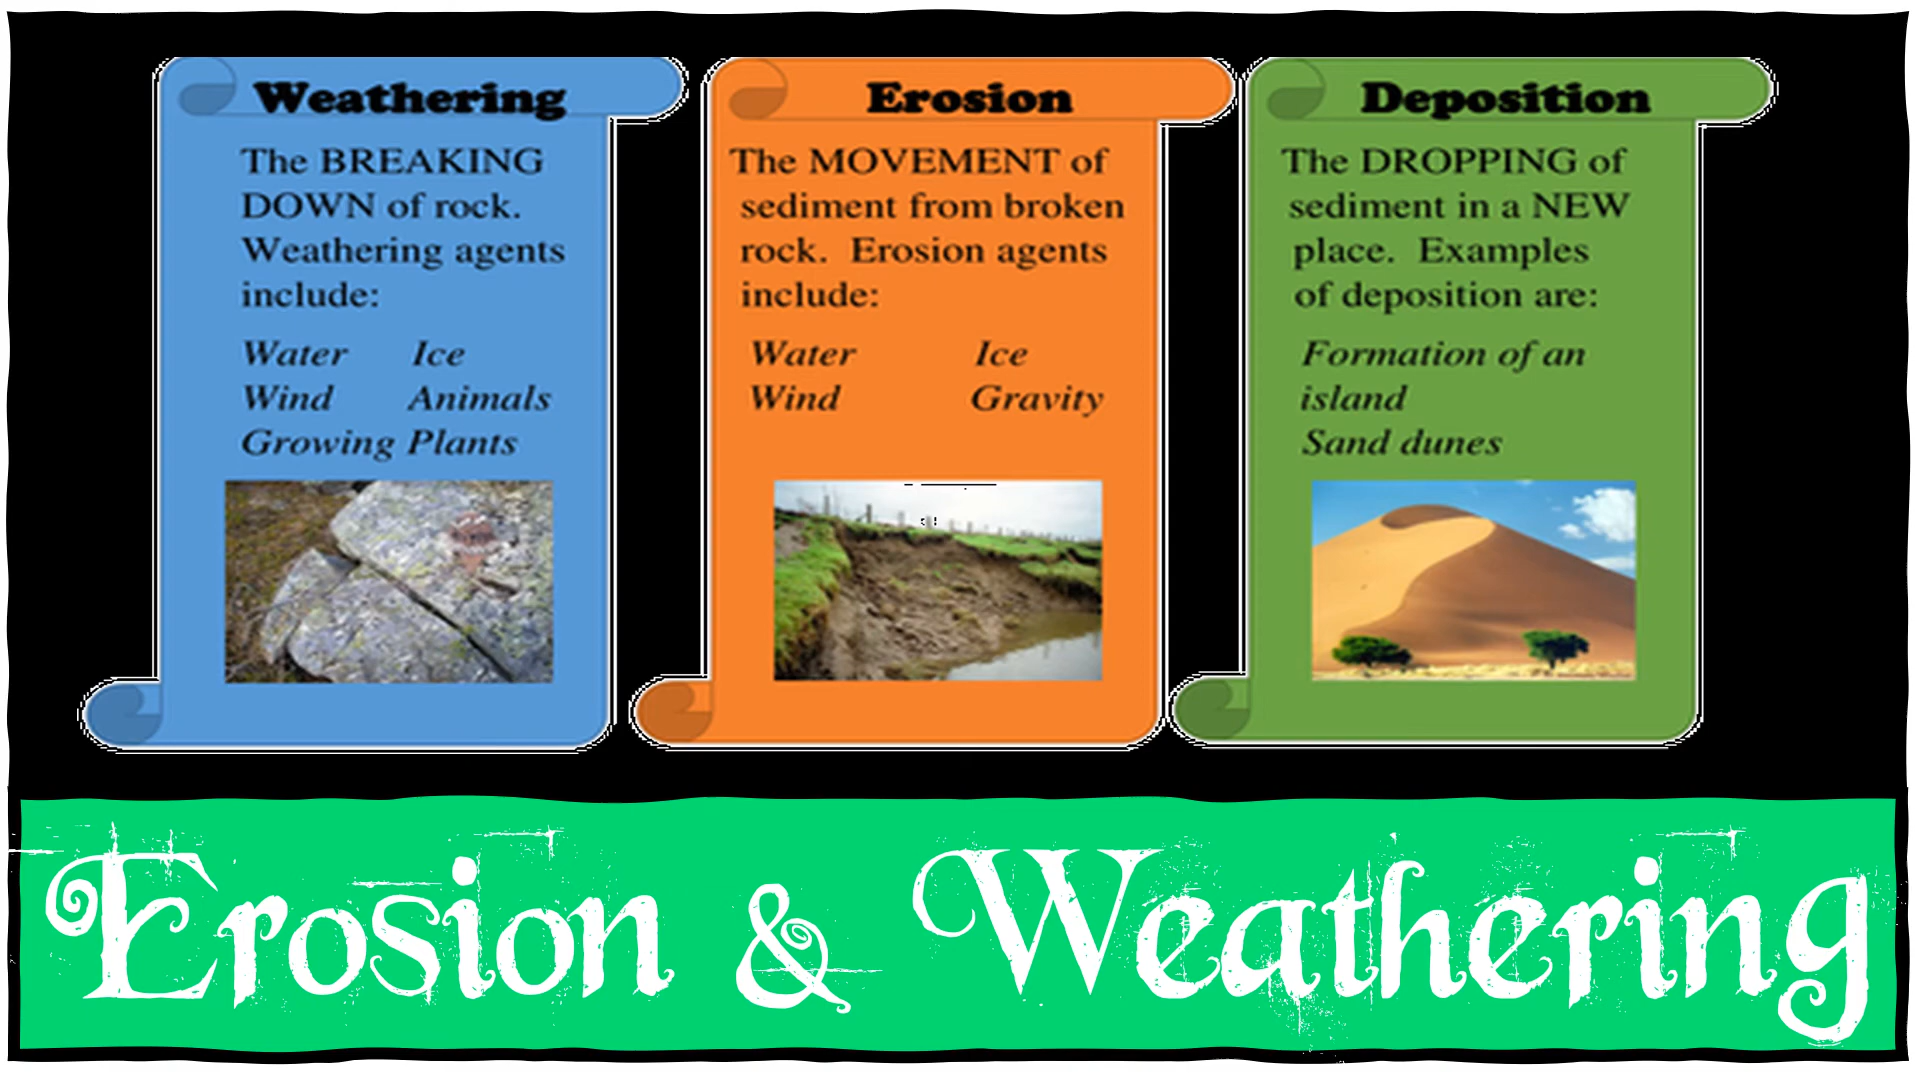 Weathering
The BREAKING
DOWN of rock.
Weathering agents
include:
Water Ice
Wind Animals
Growing Plants
Erosion
The MOVEMENT of
sediment from broken
rock. Erosion agents
include:
Water Ice
Wind Gravity
Deposition
The DROPPING of
sediment in a NEW
place. Examples
of deposition are:
Formation of an
island
Sand dunes
Erosion & Weathering